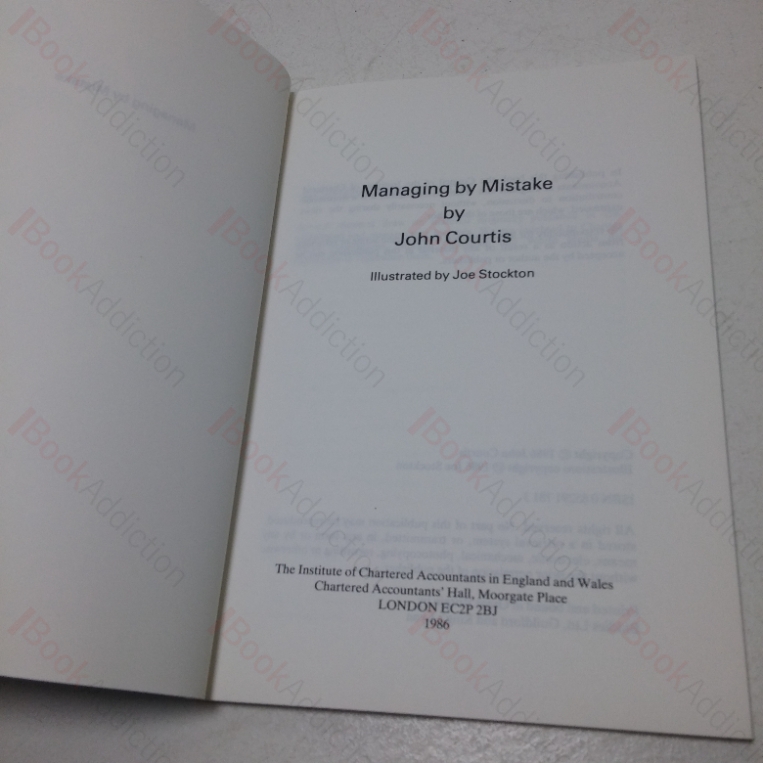 Managing by Mistake
by
John Courtis
Illustrated by Joe Stockton
The Institute of Chartered Accountants in England and Wales
Chartered Accountants' Hall, Moorgate Place
LONDON EC2P 2BJ
1986
BookAddiction